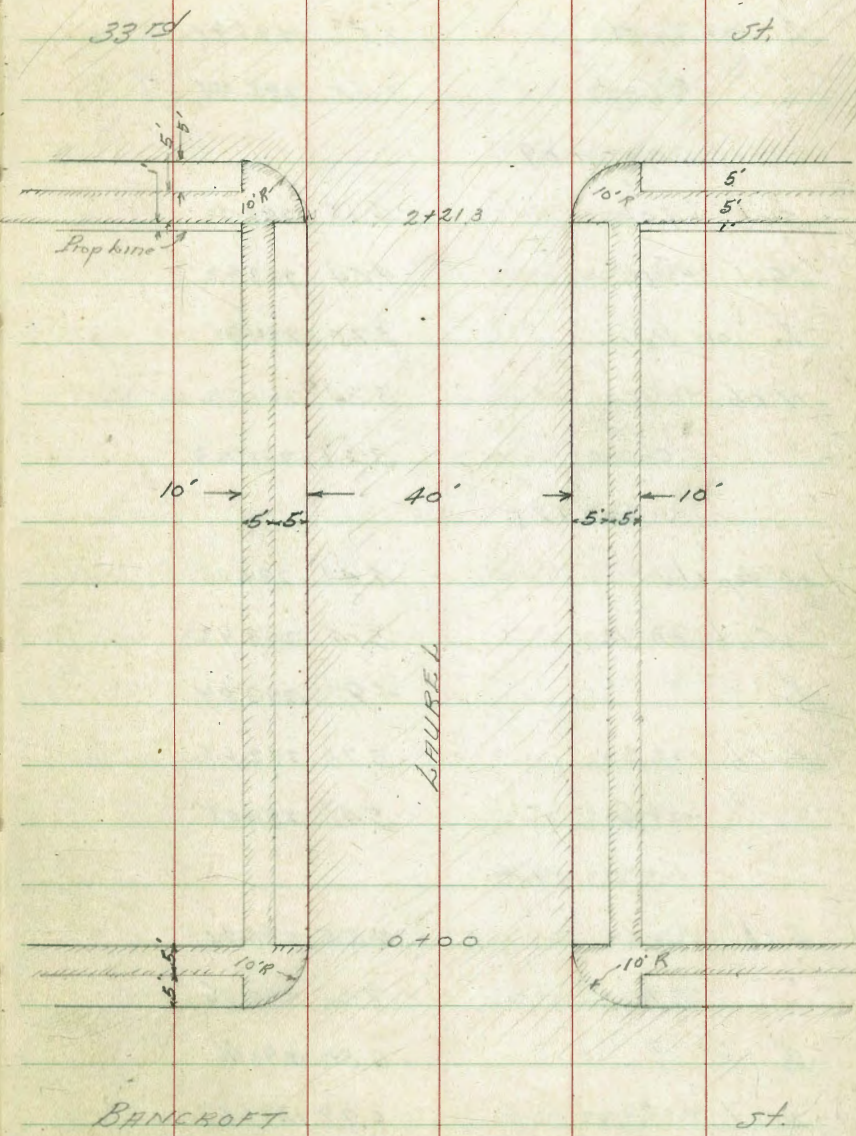 33rd St.
5' 5'
10'R 10'R 5'
2+21.3 5'
1'
Prop Line
10' 40' 10'
5' 5' 5' 5'
LAUREL
0+00
5' 10'R 10'R
5'
BANCROFT St.